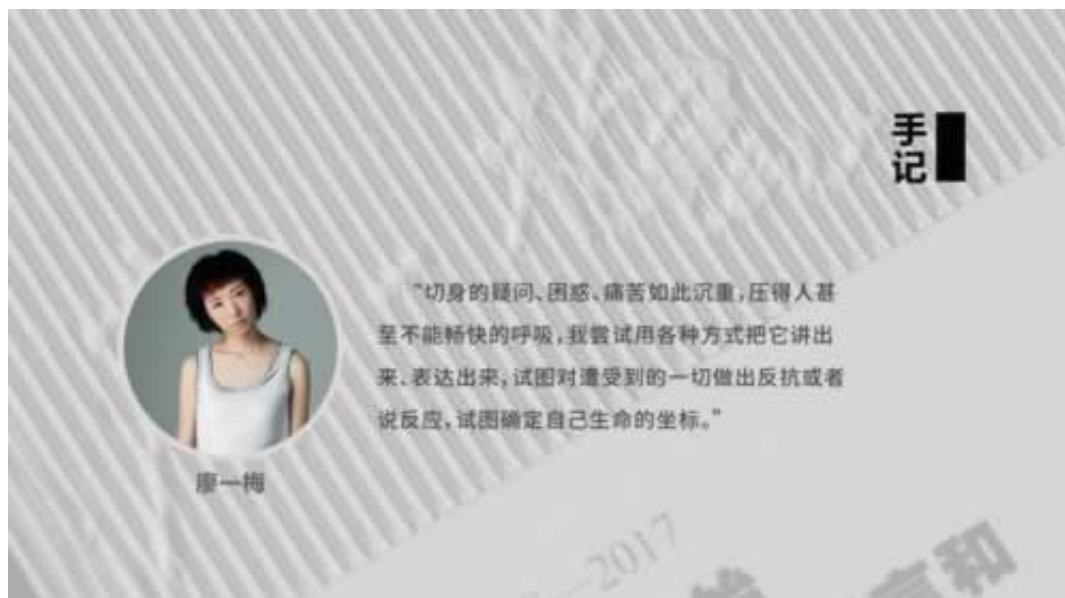 手记
“切身的疑问、困惑、痛苦如此沉重，压得人甚
至不能畅快的呼吸，我尝试用各种方式把它讲出
来、表达出来，试图对遭受到的一切做出反抗或者
说反应，试图确定自己生命的坐标。”
廖一梅
—2017